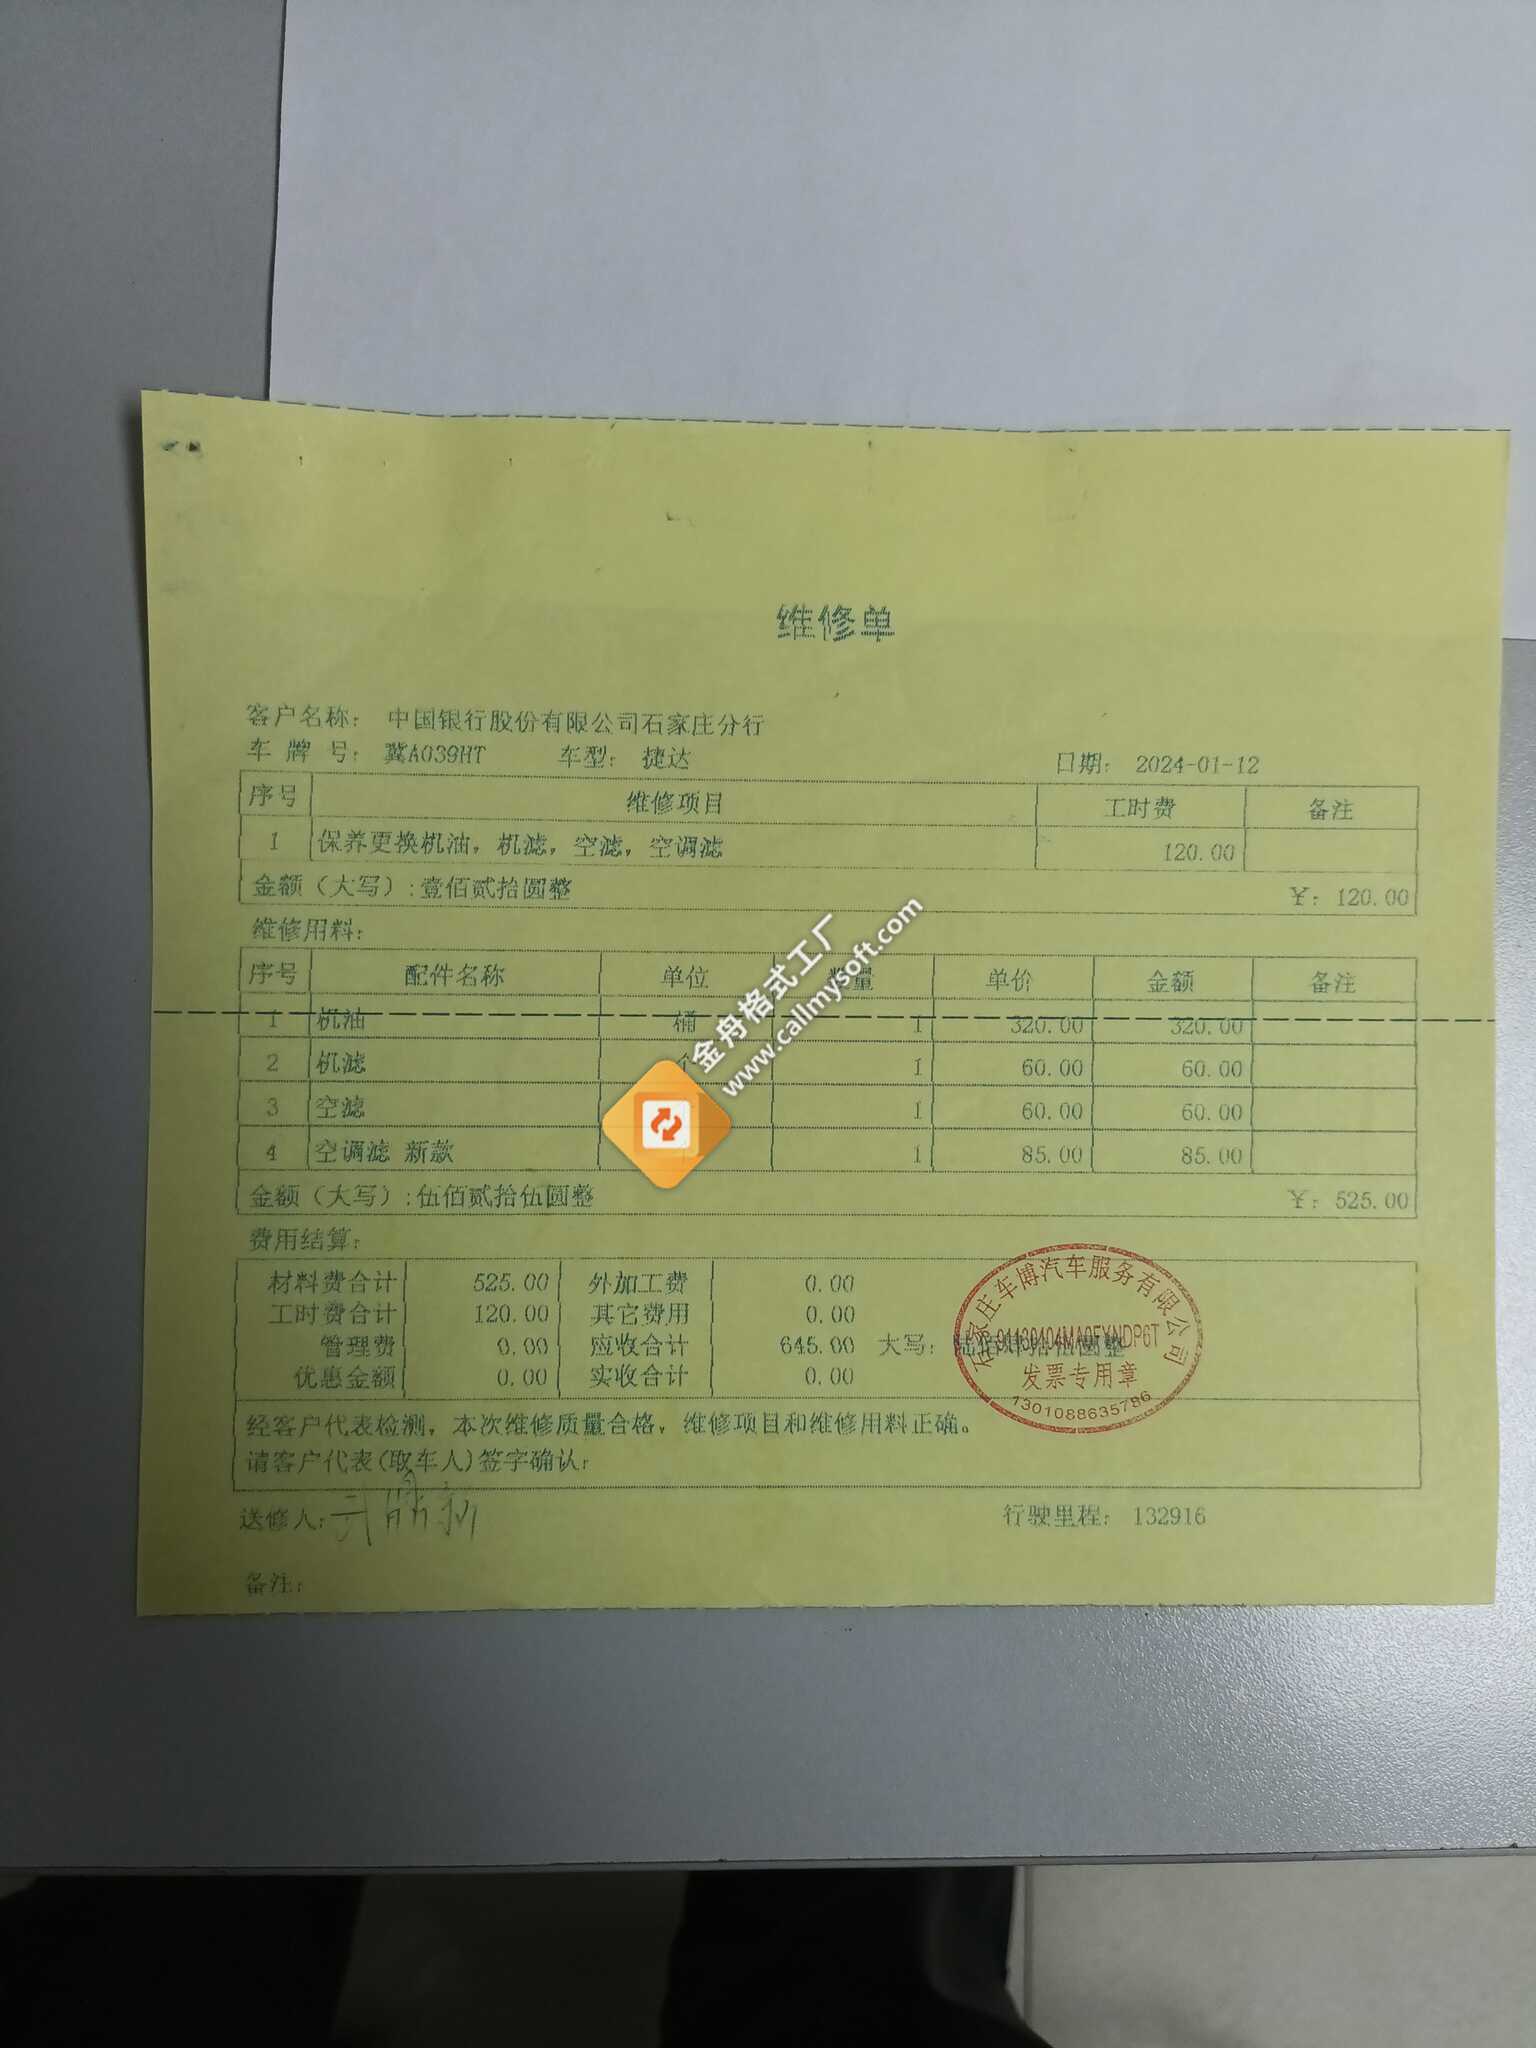 维修单
客户名称： 中国银行股份有限公司石家庄分行
车 牌 号： 冀A039HT 车型： 捷达 日期： 2024-01-12
序号 维修项目 工时费 备注
1 保养更换机油，机滤，空滤，空调滤 120.00
金额（大写）:壹佰贰拾圆整 ￥: 120.00
维修用料:
序号 配件名称 单位 数量 单价 金额 备注
1 机油 桶 1 320.00 320.00
2 机滤 个 1 60.00 60.00
3 空滤 1 60.00 60.00
4 空调滤 新款 1 85.00 85.00
金额（大写）:伍佰贰拾伍圆整 ￥: 525.00
费用结算:
材料费合计 525.00 外加工费 0.00
工时费合计 120.00 其它费用 0.00
管理费 0.00 应收合计 645.00 大写: 陆佰肆拾伍圆整
优惠金额 0.00 实收合计 0.00
经客户代表检测，本次维修质量合格，维修项目和维修用料正确。
请客户代表(取车人)签字确认:
送修人: 行驶里程: 132916
备注:
石家庄车博汽车服务有限公司
发票专用章
1301088635786
金舟格式工厂
www.callmysoft.com